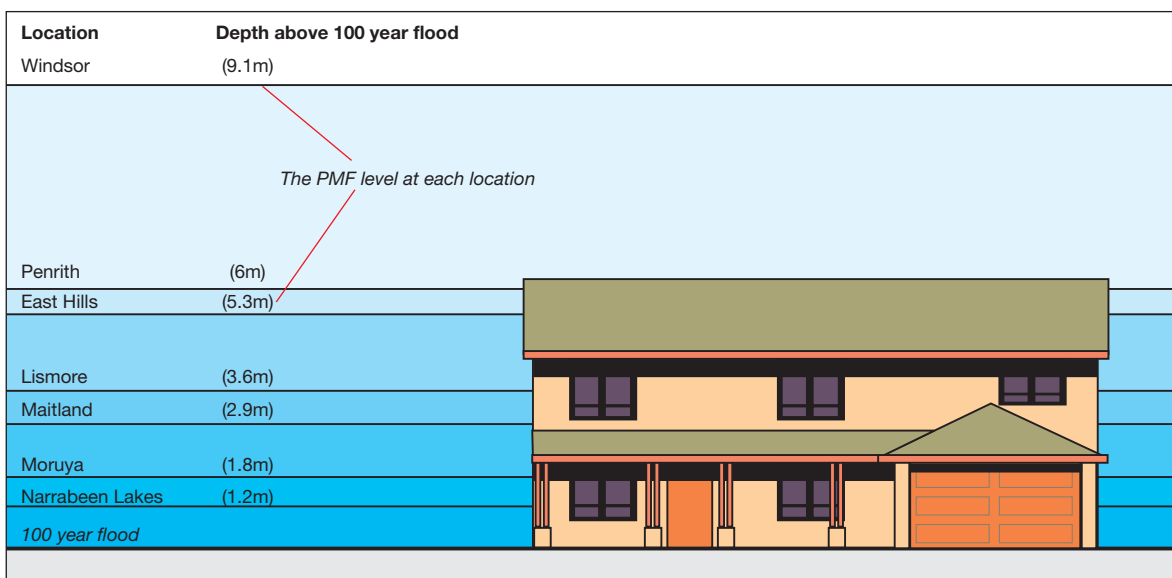 Location Depth above 100 year flood
Windsor (9.1m)
The PMF level at each location
Penrith (6m)
East Hills (5.3m)
Lismore (3.6m)
Maitland (2.9m)
Moruya (1.8m)
Narrabeen Lakes (1.2m)
100 year flood